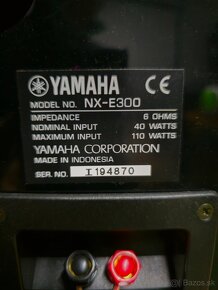 YAMAHA CE
MODEL NO. NX-E300
IMPEDANCE 6 OHMS
NOMINAL INPUT 40 WATTS
MAXIMUM INPUT 110 WATTS
YAMAHA CORPORATION
MADE IN INDONESIA
SER. NO. I 194870
bazos.sk